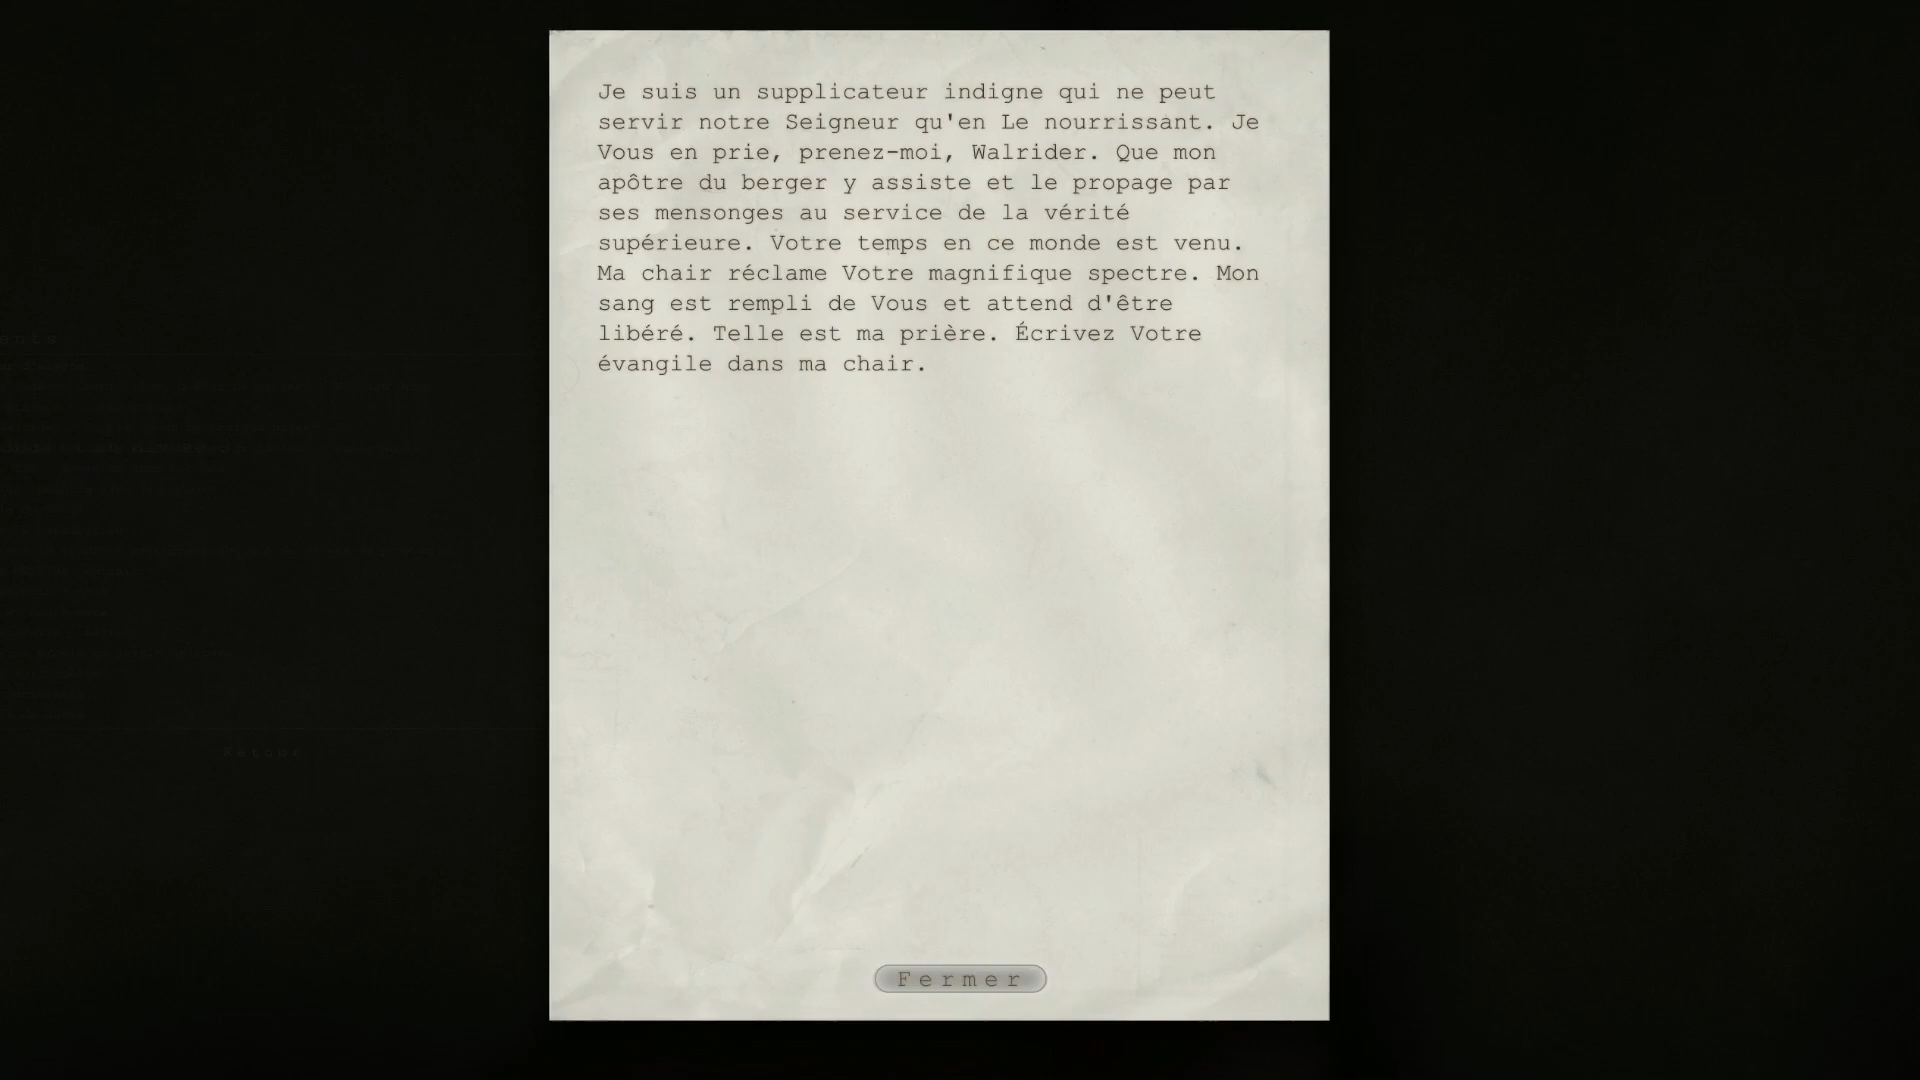 Je suis un supplicateur indigne qui ne peut
servir notre Seigneur qu'en Le nourrissant. Je
Vous en prie, prenez-moi, Walrider. Que mon
apôtre du berger y assiste et le propage par
ses mensonges au service de la vérité
supérieure. Votre temps en ce monde est venu.
Ma chair réclame Votre magnifique spectre. Mon
sang est rempli de Vous et attend d'être
libéré. Telle est ma prière. Écrivez Votre
évangile dans ma chair.
Retour
Fermer